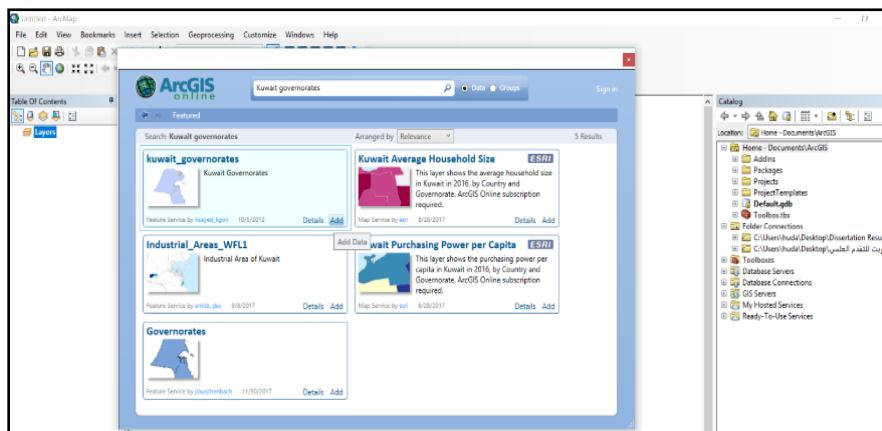 Untitled - ArcMap
File Edit View Bookmarks Insert Selection Geoprocessing Customize Windows Help
ArcGIS
online
Kuwait governorates
Data
Groups
Sign in
Featured
Search: Kuwait governorates
Arranged by Relevance
5 Results
kuwait_governorates
Kuwait Governorates
Feature Service by hsayed_kgov 10/5/2012 Details Add
Add Data
Kuwait Average Household Size ESRI
This layer shows the average household size
in Kuwait in 2016, by Country and
Governorate. ArcGIS Online subscription
required.
Map Service by esri 6/28/2017 Details Add
Industrial_Areas_WFL1
Industrial Area of Kuwait
Feature Service by emisk_dev 9/8/2017 Details Add
wait Purchasing Power per Capita ESRI
This layer shows the purchasing power per
capita in Kuwait in 2016, by Country and
Governorate. ArcGIS Online subscription
required.
Map Service by esri 6/28/2017 Details Add
Governorates
Feature Service by 11/30/2017 Details Add
Table Of Contents
Layers
Catalog
Location: Home - Documents\ArcGIS
Home - Documents\ArcGIS
AddIns
Packages
Projects
ProjectTemplates
Default.gdb
Toolbox.tbx
Folder Connections
C:\Users\huda\Desktop\Dissertation Resu
C:\Users\huda\Desktop\ويت للتقدم العلمي
Toolboxes
Database Servers
Database Connections
GIS Servers
My Hosted Services
Ready-To-Use Services